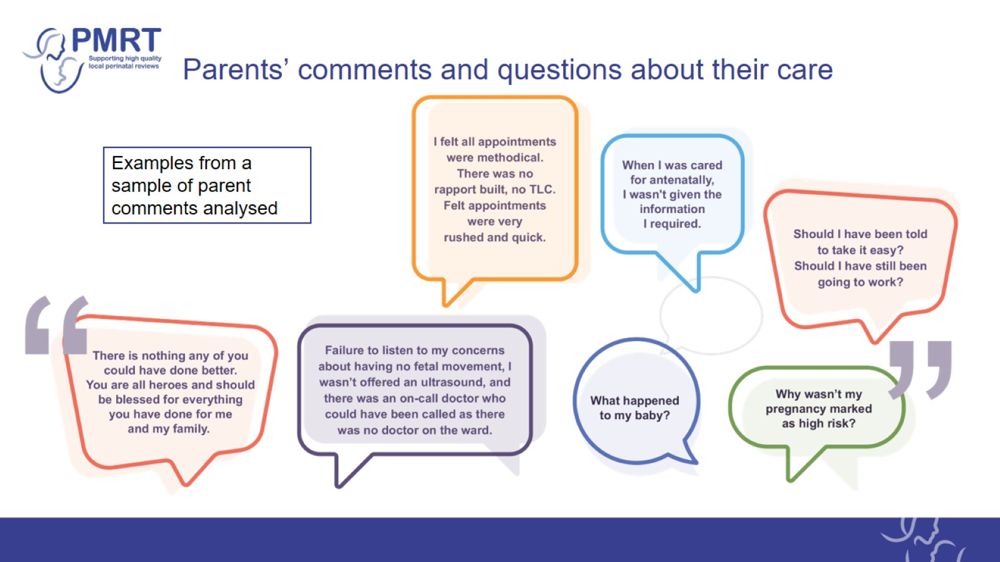 PMRT
Supporting high quality
local perinatal reviews
Parents’ comments and questions about their care
Examples from a
sample of parent
comments analysed
I felt all appointments
were methodical.
There was no
rapport built, no TLC.
Felt appointments
were very
rushed and quick.
When I was cared
for antenatally,
I wasn't given the
information
I required.
Should I have been told
to take it easy?
Should I have still been
going to work?
“
There is nothing any of you
could have done better.
You are all heroes and should
be blessed for everything
you have done for me
and my family.
Failure to listen to my concerns
about having no fetal movement, I
wasn’t offered an ultrasound, and
there was an on-call doctor who
could have been called as there
was no doctor on the ward.
What happened
to my baby?
Why wasn’t my
pregnancy marked
as high risk?
”